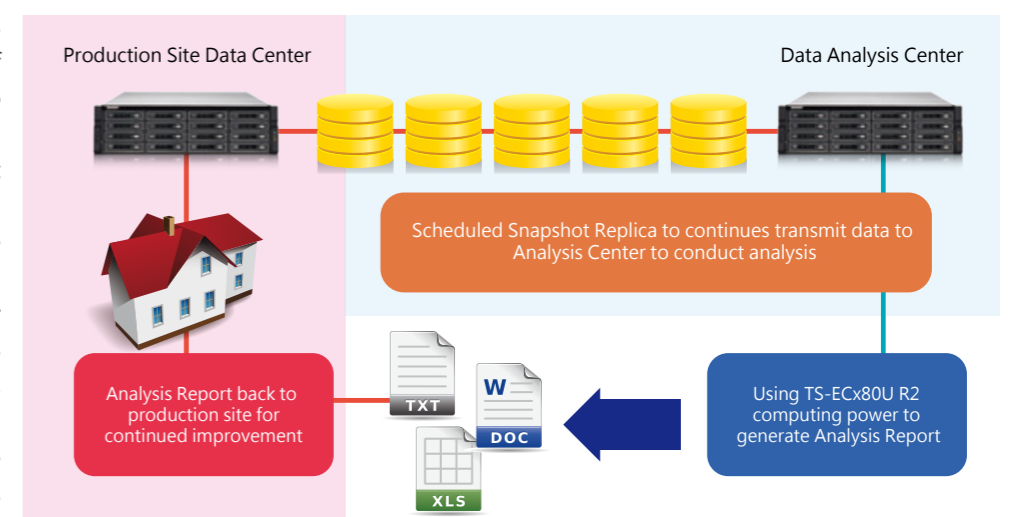 Production Site Data Center
Data Analysis Center
Scheduled Snapshot Replica to continues transmit data to
Analysis Center to conduct analysis
Analysis Report back to
production site for
continued improvement
TXT
W
DOC
XLS
Using TS-ECx80U R2
computing power to
generate Analysis Report